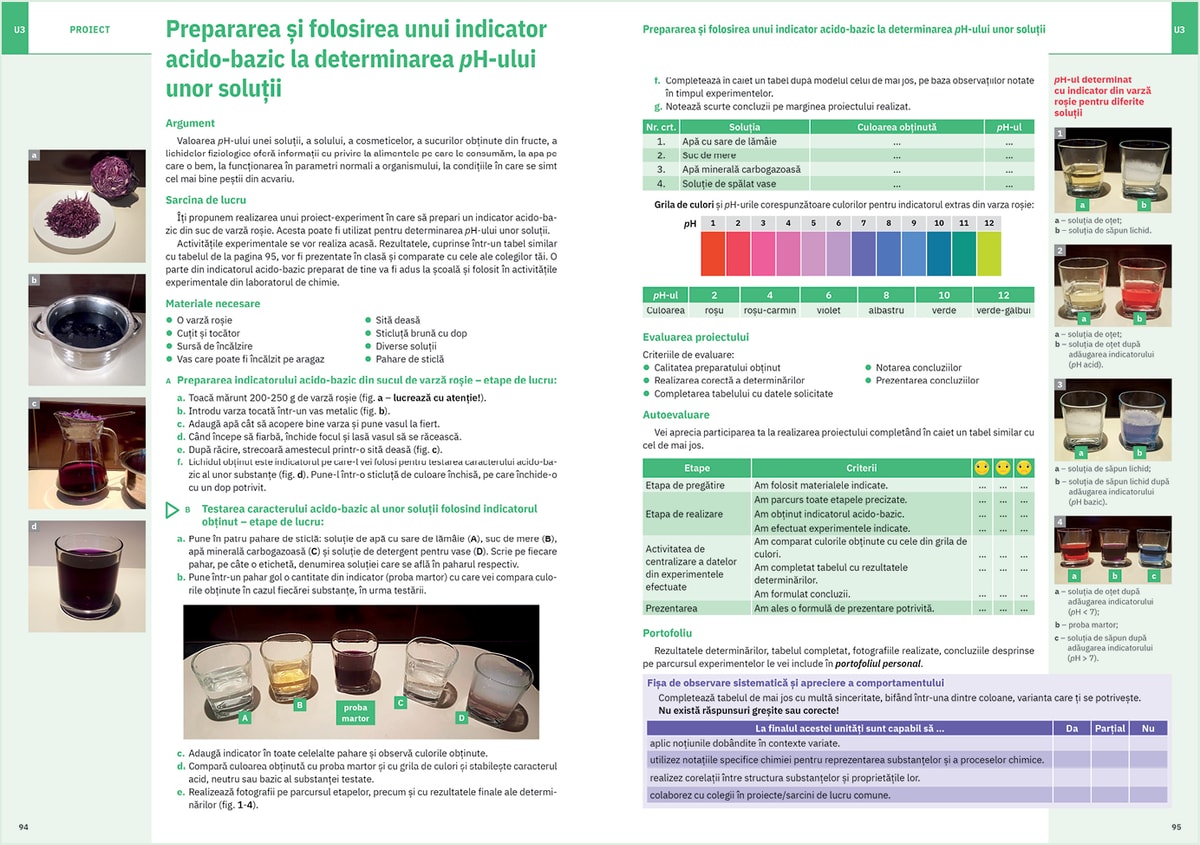 U3
PROIECT
Prepararea și folosirea unui indicator
acido-bazic la determinarea pH-ului
unor soluții
Argument
Valoarea pH-ului unei soluții, a solului, a cosmeticelor, a sucurilor obținute din fructe, a
lichidelor fiziologice oferă informații cu privire la alimentele pe care le consumăm, la apa pe
care o bem, la funcționarea în parametri normali a organismului, la condițiile în care se simt
cel mai bine peștii din acvariu.
Sarcina de lucru
Îți propunem realizarea unui proiect-experiment în care să prepari un indicator acido-ba-
zic din suc de varză roșie. Acesta poate fi utilizat pentru determinarea pH-ului unor soluții.
Activitățile experimentale se vor realiza acasă. Rezultatele, cuprinse într-un tabel similar
cu tabelul de la pagina 95, vor fi prezentate în clasă și comparate cu cele ale colegilor tăi. O
parte din indicatorul acido-bazic preparat de tine va fi adus la școală și folosit în activitățile
experimentale din laboratorul de chimie.
Materiale necesare
● O varză roșie
● Cuțit și tocător
● Sursă de încălzire
● Vas care poate fi încălzit pe aragaz
● Sită deasă
● Sticluță brună cu dop
● Diverse soluții
● Pahare de sticlă
A Prepararea indicatorului acido-bazic din sucul de varză roșie – etape de lucru:
a. Toacă mărunt 200-250 g de varză roșie (fig. a – lucrează cu atenție!).
b. Introdu varza tocată într-un vas metalic (fig. b).
c. Adaugă apă cât să acopere bine varza și pune vasul la fiert.
d. Când începe să fiarbă, închide focul și lasă vasul să se răcească.
e. După răcire, strecoară amestecul printr-o sită deasă (fig. c).
f. Lichidul obținut este indicatorul pe care-l vei folosi pentru testarea caracterului acido-ba-
zic al unor substanțe (fig. d). Pune-l într-o sticluță de culoare închisă, pe care închide-o
cu un dop potrivit.
B Testarea caracterului acido-bazic al unor soluții folosind indicatorul
obținut – etape de lucru:
a. Pune în patru pahare de sticlă: soluție de apă cu sare de lămâie (A), suc de mere (B),
apă minerală carbogazoasă (C) și soluție de detergent pentru vase (D). Scrie pe fiecare
pahar, pe câte o etichetă, denumirea soluției care se află în paharul respectiv.
b. Pune într-un pahar gol o cantitate din indicator (proba martor) cu care vei compara culo-
rile obținute în cazul fiecărei substanțe, în urma testării.
A
B
proba
martor
C
D
c. Adaugă indicator în toate celelalte pahare și observă culorile obținute.
d. Compară culoarea obținută cu proba martor și cu grila de culori și stabilește caracterul
acid, neutru sau bazic al substanței testate.
e. Realizează fotografii pe parcursul etapelor, precum și cu rezultatele finale ale determi-
nărilor (fig. 1-4).
a
b
c
d
94
Prepararea și folosirea unui indicator acido-bazic la determinarea pH-ului unor soluții
U3
f. Completează în caiet un tabel după modelul celui de mai jos, pe baza observațiilor notate
în timpul experimentelor.
g. Notează scurte concluzii pe marginea proiectului realizat.
Nr. crt. Soluția Culoarea obținută pH-ul
1. Apă cu sare de lămâie ... ...
2. Suc de mere ... ...
3. Apă minerală carbogazoasă ... ...
4. Soluție de spălat vase ... ...
Grila de culori și pH-urile corespunzătoare culorilor pentru indicatorul extras din varza roșie:
pH 1 2 3 4 5 6 7 8 9 10 11 12
pH-ul 2 4 6 8 10 12
Culoarea roșu roșu-carmin violet albastru verde verde-gălbui
Evaluarea proiectului
Criteriile de evaluare:
● Calitatea preparatului obținut
● Realizarea corectă a determinărilor
● Completarea tabelului cu datele solicitate
● Notarea concluziilor
● Prezentarea concluziilor
Autoevaluare
Vei aprecia participarea ta la realizarea proiectului completând în caiet un tabel similar cu
cel de mai jos.
Etape Criterii
Etapa de pregătire Am folosit materialele indicate. ... ... ...
Etapa de realizare
Am parcurs toate etapele precizate.
Am obținut indicatorul acido-bazic. ... ... ...
Am efectuat experimentele indicate. ... ... ...
Activitatea de
centralizare a datelor
din experimentele
efectuate
Am comparat culorile obținute cu cele din grila de
culori. ... ... ...
Am completat tabelul cu rezultatele
determinărilor. ... ... ...
Am formulat concluzii. ... ... ...
Prezentarea Am ales o formulă de prezentare potrivită. ... ... ...
Portofoliu
Rezultatele determinărilor, tabelul completat, fotografiile realizate, concluziile desprinse
pe parcursul experimentelor le vei include în portofoliul personal.
Fișa de observare sistematică și apreciere a comportamentului
Completează tabelul de mai jos cu multă sinceritate, bifând într-una dintre coloane, varianta care ți se potrivește.
Nu există răspunsuri greșite sau corecte!
La finalul acestei unități sunt capabil să ... Da Parțial Nu
aplic noțiunile dobândite în contexte variate.
utilizez notațiile specifice chimiei pentru reprezentarea substanțelor și a proceselor chimice.
realizez corelații între structura substanțelor și proprietățile lor.
colaborez cu colegii în proiecte/sarcini de lucru comune.
pH-ul determinat
cu indicator din varză
roșie pentru diferite
soluții
1
a b
a – soluția de oțet;
b – soluția de săpun lichid.
2
a b
a – soluția de oțet;
b – soluția de oțet după
adăugarea indicatorului
(pH acid).
3
a b
a – soluția de săpun lichid;
b – soluția de săpun lichid după
adăugarea indicatorului
(pH bazic).
4
a b c
a – soluția de oțet după
adăugarea indicatorului
(pH < 7);
b – proba martor;
c – soluția de săpun după
adăugarea indicatorului
(pH > 7).
95